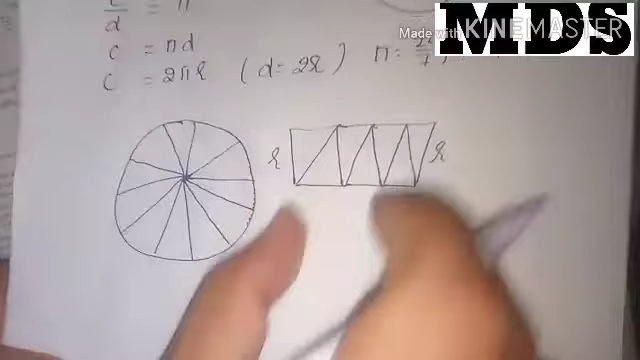 Made with KINEMASTER
MDS
c/d = π
c = πd
c = 2πr (d = 2r)
r r